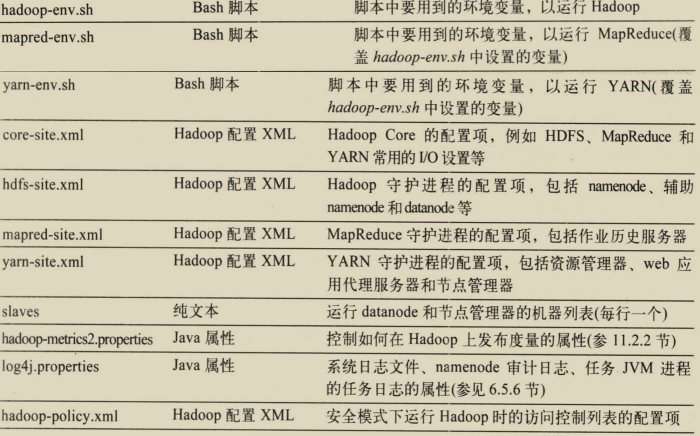 hadoop-env.sh Bash 脚本 脚本中要用到的环境变量，以运行 Hadoop
mapred-env.sh Bash 脚本 脚本中要用到的环境变量，以运行 MapReduce(覆
盖 hadoop-env.sh 中设置的变量)
yarn-env.sh Bash 脚本 脚本中要用到的环境变量，以运行 YARN(覆盖
hadoop-env.sh 中设置的变量)
core-site.xml Hadoop 配置 XML Hadoop Core 的配置项，例如 HDFS、MapReduce 和
YARN 常用的 I/O 设置等
hdfs-site.xml Hadoop 配置 XML Hadoop 守护进程的配置项，包括 namenode、辅助
namenode 和 datanode 等
mapred-site.xml Hadoop 配置 XML MapReduce 守护进程的配置项，包括作业历史服务器
yarn-site.xml Hadoop 配置 XML YARN 守护进程的配置项，包括资源管理器、web 应
用代理服务器和节点管理器
slaves 纯文本 运行 datanode 和节点管理器的机器列表(每行一个)
hadoop-metrics2.properties Java 属性 控制如何在 Hadoop 上发布度量的属性(参 11.2.2 节)
log4j.properties Java 属性 系统日志文件、namenode 审计日志、任务 JVM 进程
的任务日志的属性(参见 6.5.6 节)
hadoop-policy.xml Hadoop 配置 XML 安全模式下运行 Hadoop 时的访问控制列表的配置项